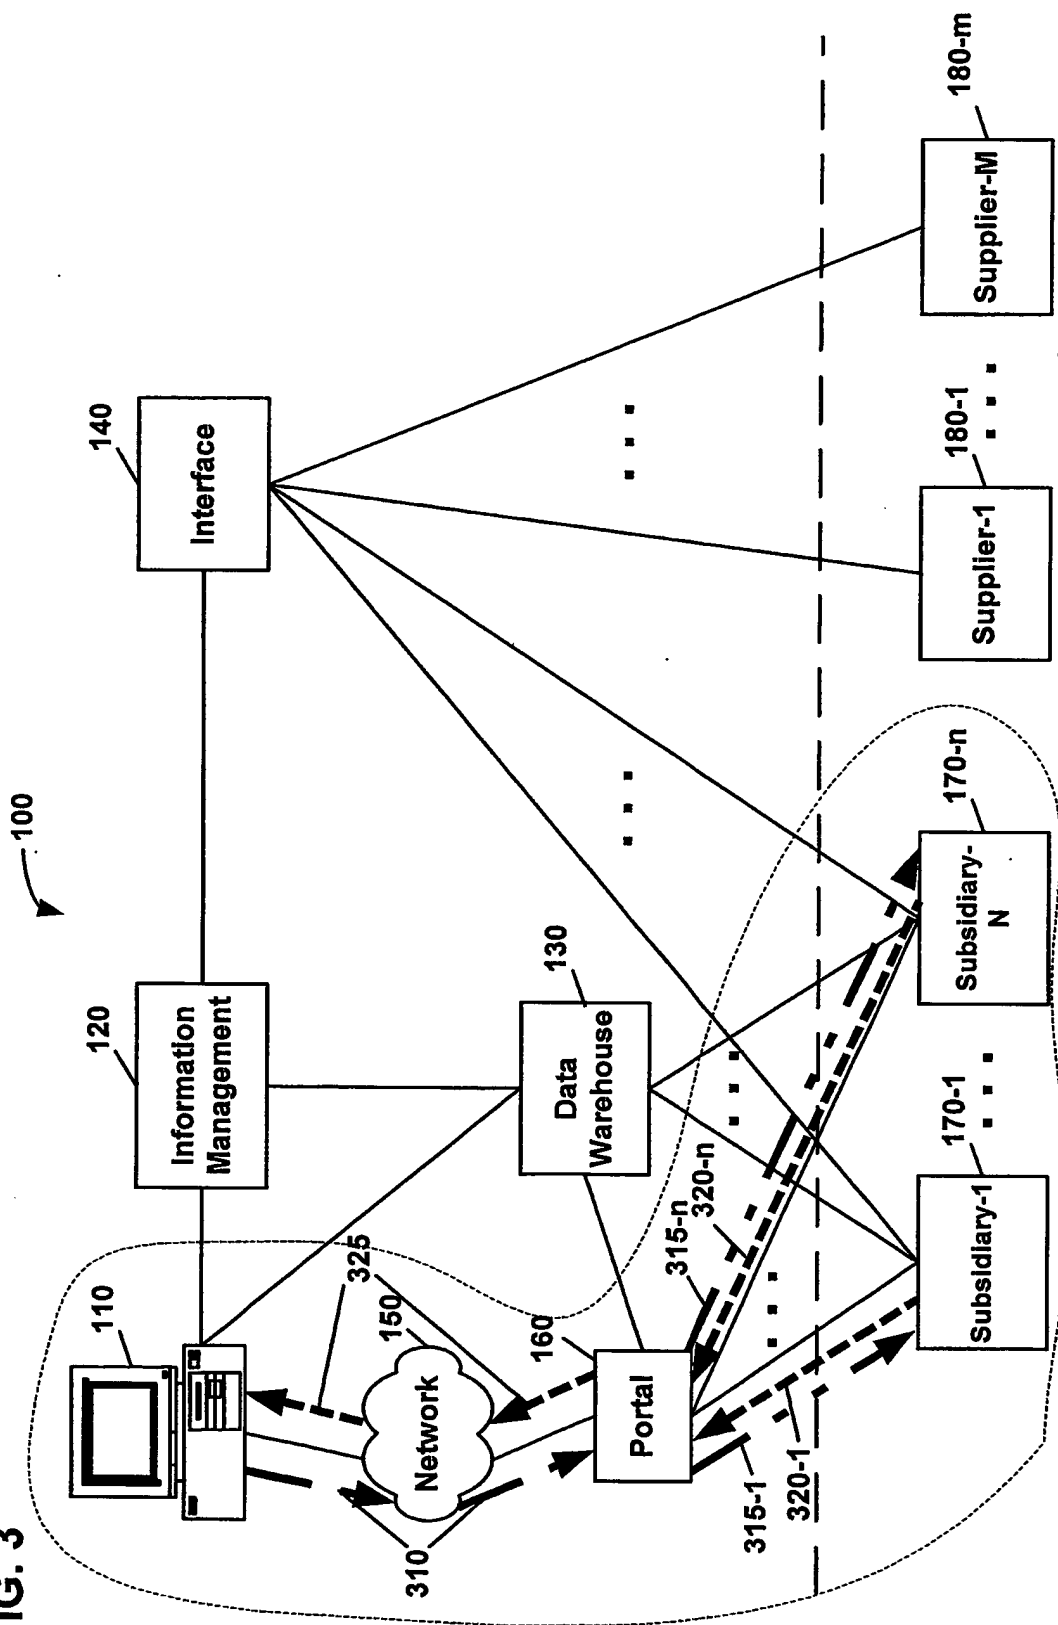 IG. 3
100
110
120
140
Information
Management
Interface
325
150
Network
310
130
Data
Warehouse
160
Portal
315-n
320-n
315-1
320-1
170-1
Subsidiary-1
170-n
Subsidiary-
N
180-1
Supplier-1
180-m
Supplier-M